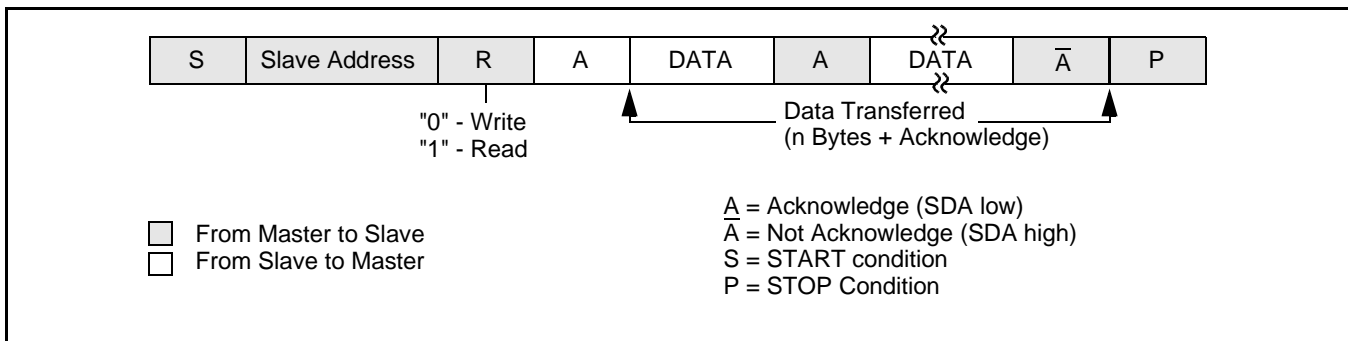 S Slave Address R A DATA A DATA A̅ P
"0" - Write
"1" - Read
Data Transferred
(n Bytes + Acknowledge)
From Master to Slave
From Slave to Master
A = Acknowledge (SDA low)
A̅ = Not Acknowledge (SDA high)
S = START condition
P = STOP Condition